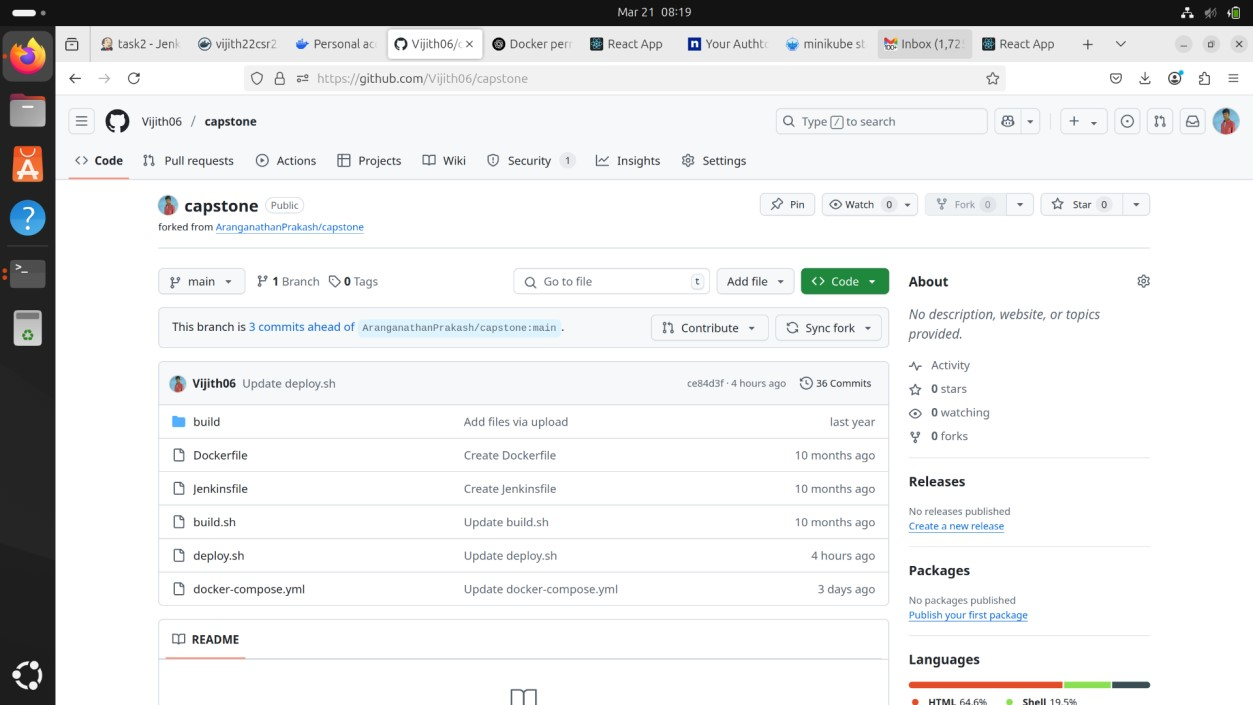 Mar 21 08:19
task2 - Jenk
vijith22csr2
Personal ac
Vijith06/c
Docker perr
React App
Your Authto
minikube st
Inbox (1,72
React App
https://github.com/Vijith06/capstone
Vijith06 / capstone
Type / to search
Code
Pull requests
Actions
Projects
Wiki
Security 1
Insights
Settings
capstone Public
forked from AranganathanPrakash/capstone
Pin
Watch 0
Fork 0
Star 0
main
1 Branch
0 Tags
Go to file t
Add file
Code
This branch is 3 commits ahead of AranganathanPrakash/capstone:main .
Contribute
Sync fork
Vijith06 Update deploy.sh ce84d3f · 4 hours ago 36 Commits
build Add files via upload last year
Dockerfile Create Dockerfile 10 months ago
Jenkinsfile Create Jenkinsfile 10 months ago
build.sh Update build.sh 10 months ago
deploy.sh Update deploy.sh 4 hours ago
docker-compose.yml Update docker-compose.yml 3 days ago
README
About
No description, website, or topics
provided.
Activity
0 stars
0 watching
0 forks
Releases
No releases published
Create a new release
Packages
No packages published
Publish your first package
Languages
HTML 64.6% Shell 19.5%